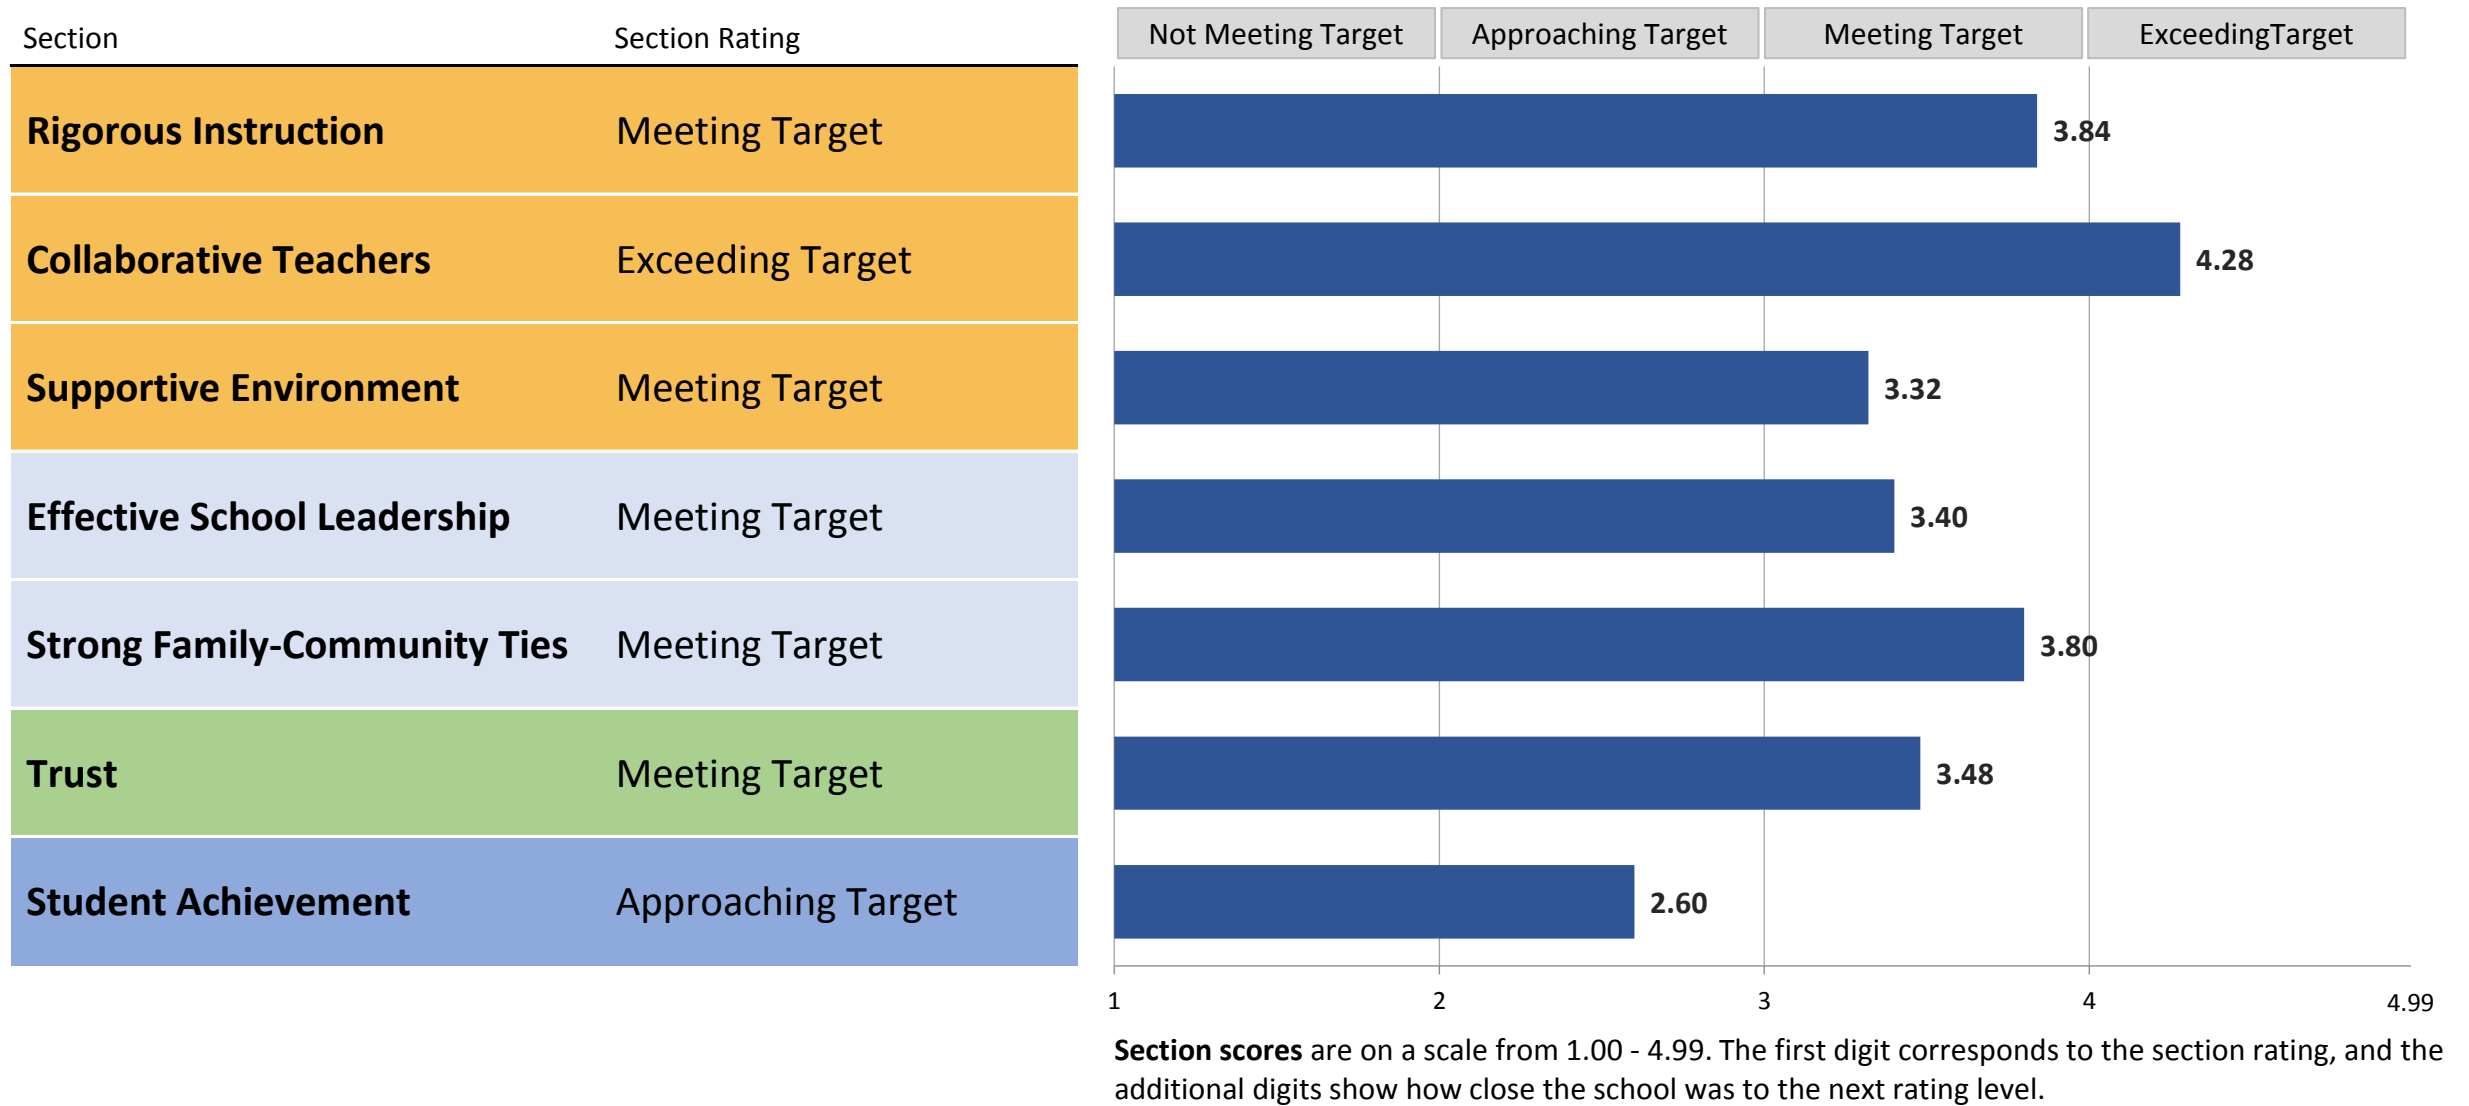 Section Section Rating Not Meeting Target Approaching Target Meeting Target ExceedingTarget
Rigorous Instruction Meeting Target 3.84
Collaborative Teachers Exceeding Target 4.28
Supportive Environment Meeting Target 3.32
Effective School Leadership Meeting Target 3.40
Strong Family-Community Ties Meeting Target 3.80
Trust Meeting Target 3.48
Student Achievement Approaching Target 2.60
1 2 3 4 4.99
Section scores are on a scale from 1.00 - 4.99. The first digit corresponds to the section rating, and the
additional digits show how close the school was to the next rating level.